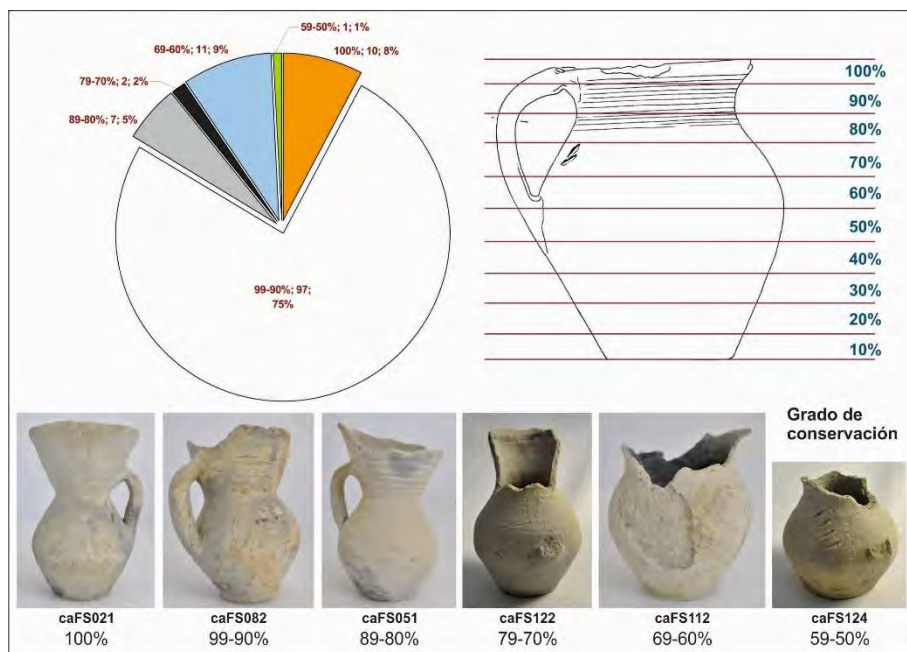 59-50%; 1; 1%
69-60%; 11; 9%
100%; 10; 8%
79-70%; 2; 2%
89-80%; 7; 5%
99-90%; 97;
75%
100%
90%
80%
70%
60%
50%
40%
30%
20%
10%
Grado de
conservación
caFS021
100%
caFS082
99-90%
caFS051
89-80%
caFS122
79-70%
caFS112
69-60%
caFS124
59-50%